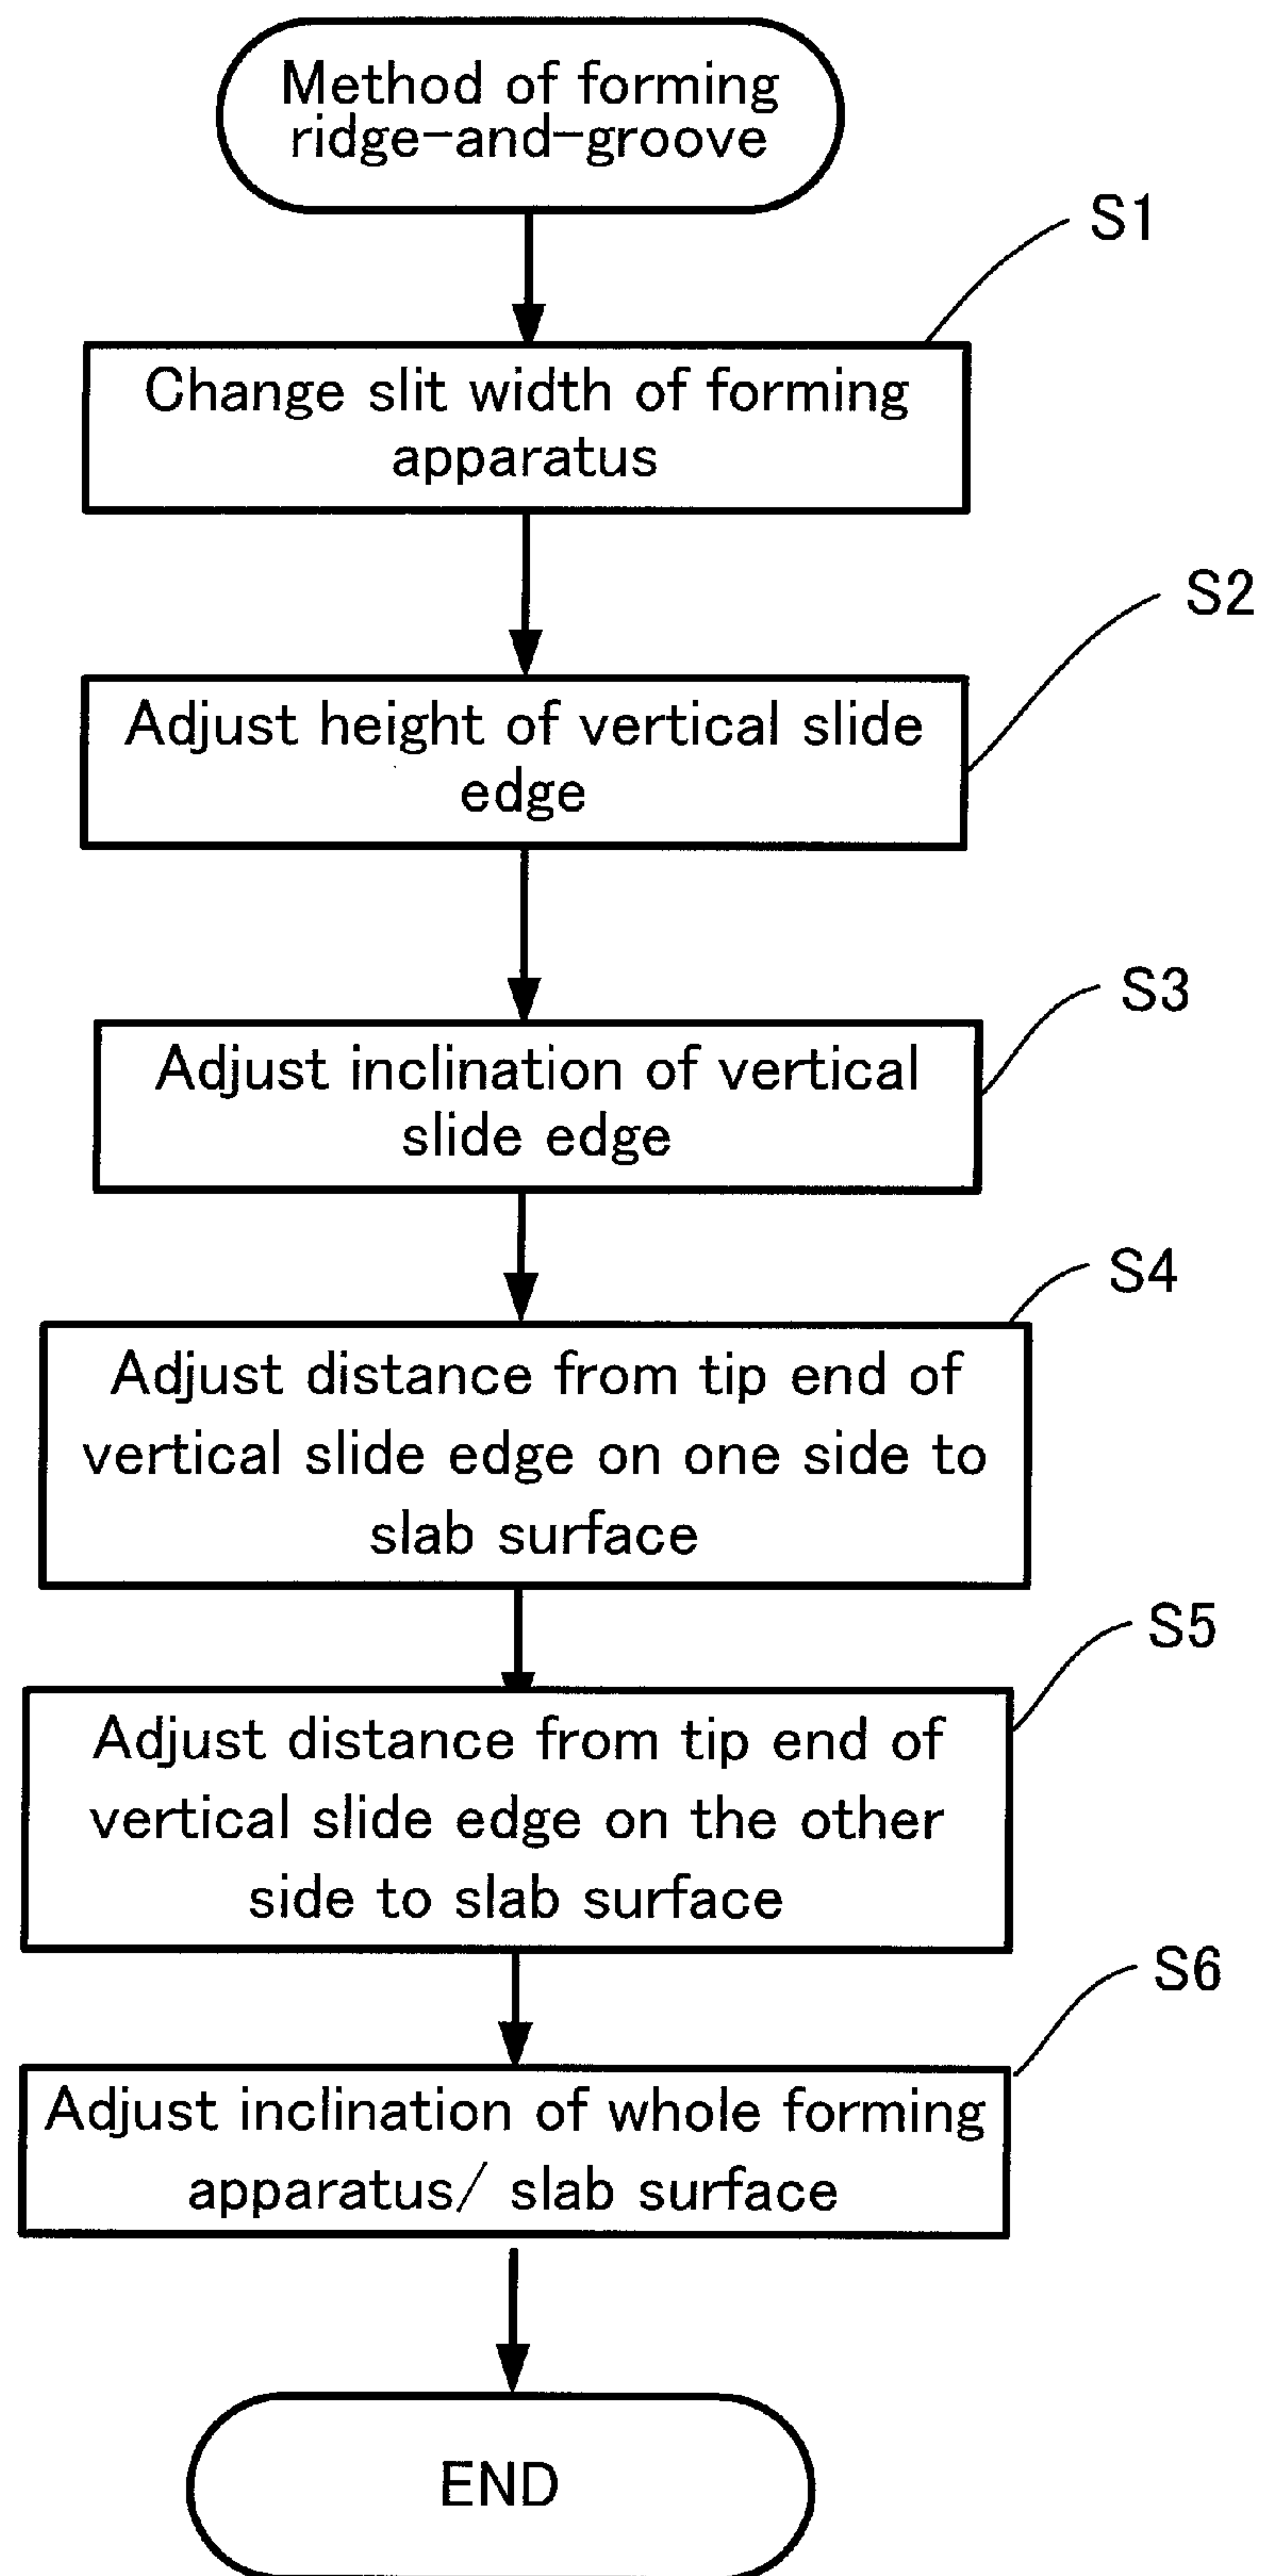 Method of forming
ridge-and-groove
S1
Change slit width of forming
apparatus
S2
Adjust height of vertical slide
edge
S3
Adjust inclination of vertical
slide edge
S4
Adjust distance from tip end of
vertical slide edge on one side to
slab surface
S5
Adjust distance from tip end of
vertical slide edge on the other
side to slab surface
S6
Adjust inclination of whole forming
apparatus/ slab surface
END